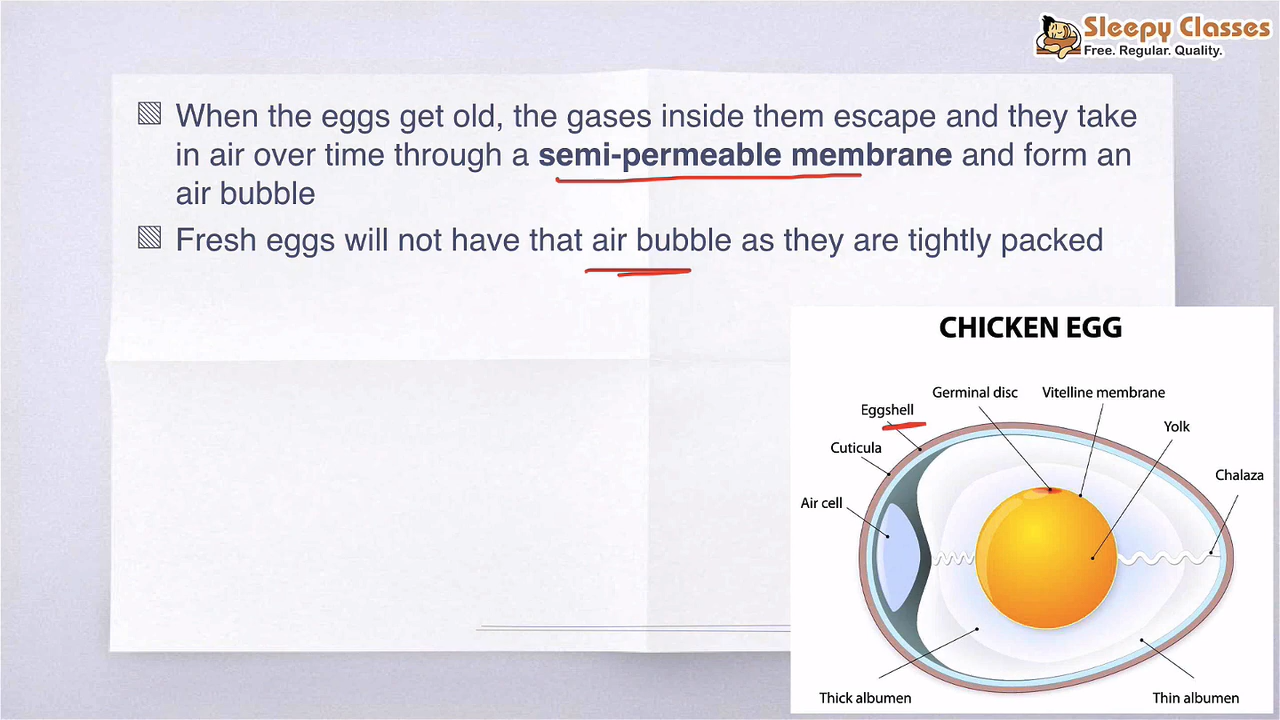 Sleepy Classes
Free. Regular. Quality.
When the eggs get old, the gases inside them escape and they take
in air over time through a semi-permeable membrane and form an
air bubble
Fresh eggs will not have that air bubble as they are tightly packed
CHICKEN EGG
Germinal disc
Vitelline membrane
Eggshell
Yolk
Cuticula
Chalaza
Air cell
Thick albumen
Thin albumen